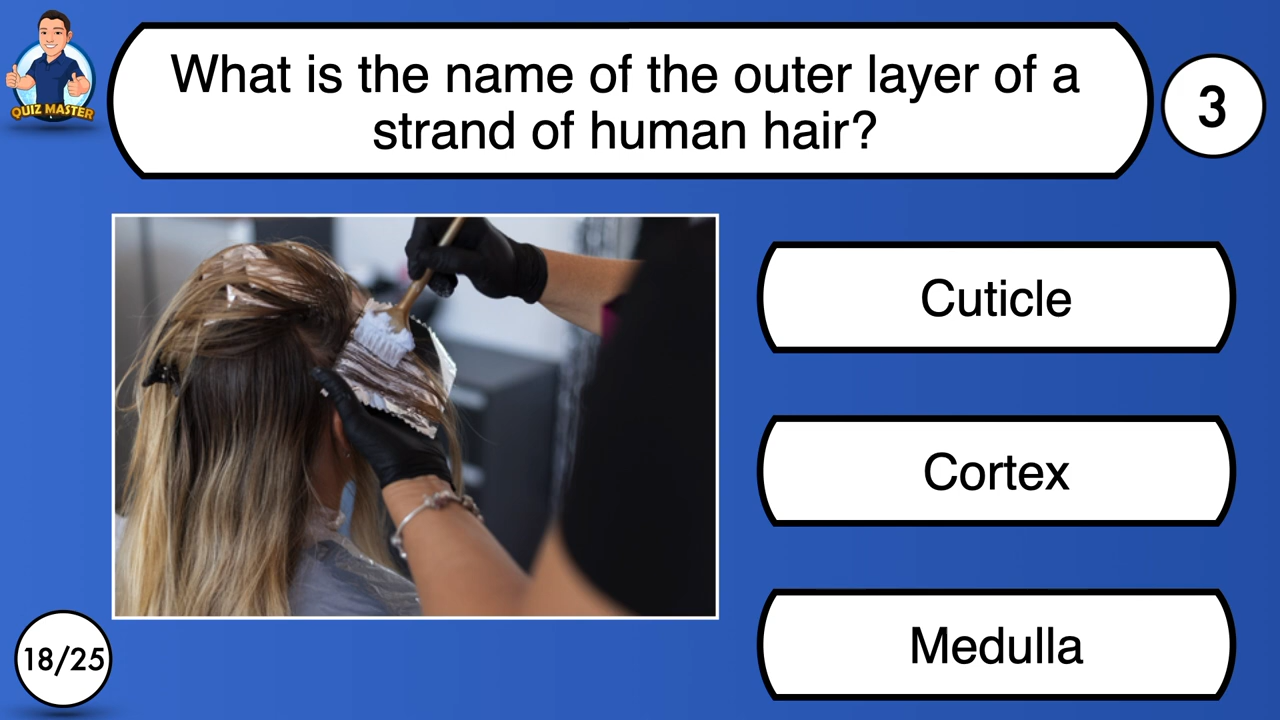 What is the name of the outer layer of a
strand of human hair?
3
QUIZ MASTER
Cuticle
Cortex
Medulla
18/25